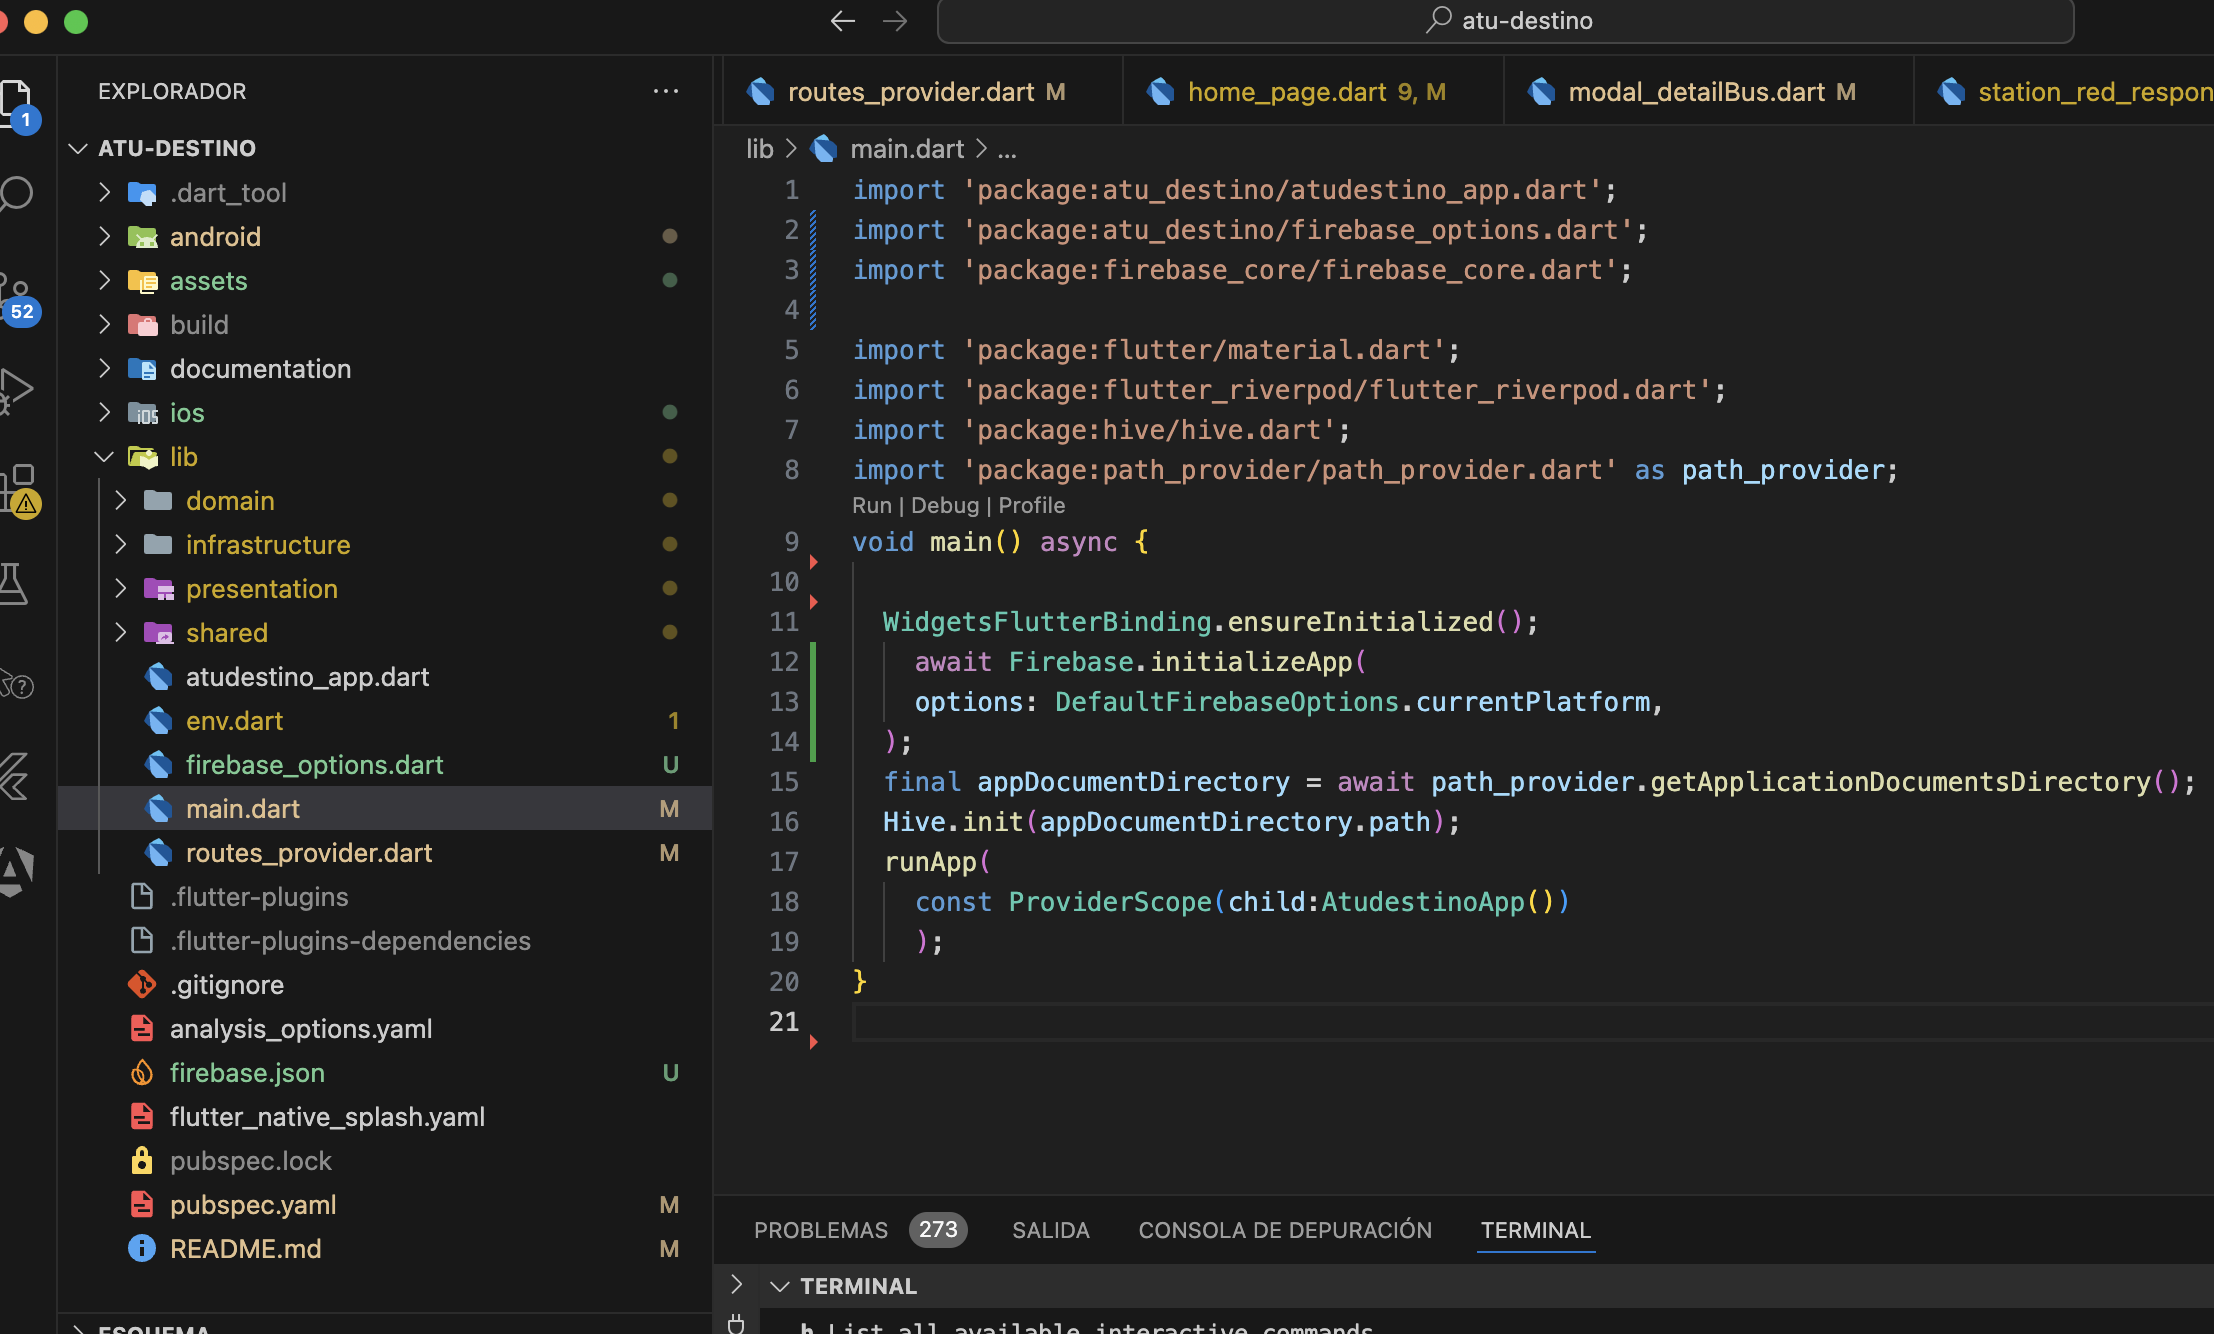 atu-destino
EXPLORADOR
...
1
ATU-DESTINO
.dart_tool
android
assets
build
documentation
ios
lib
domain
infrastructure
presentation
shared
atudestino_app.dart
env.dart 1
firebase_options.dart U
main.dart M
routes_provider.dart M
.flutter-plugins
.flutter-plugins-dependencies
.gitignore
analysis_options.yaml
firebase.json U
flutter_native_splash.yaml
pubspec.lock
pubspec.yaml M
README.md M
ESQUEMA
52
routes_provider.dart M
home_page.dart 9, M
modal_detailBus.dart M
station_red_respon
lib > main.dart > ...
1 import 'package:atu_destino/atudestino_app.dart';
2 import 'package:atu_destino/firebase_options.dart';
3 import 'package:firebase_core/firebase_core.dart';
4
5 import 'package:flutter/material.dart';
6 import 'package:flutter_riverpod/flutter_riverpod.dart';
7 import 'package:hive/hive.dart';
8 import 'package:path_provider/path_provider.dart' as path_provider;
Run | Debug | Profile
9 void main() async {
10
11 WidgetsFlutterBinding.ensureInitialized();
12 await Firebase.initializeApp(
13 options: DefaultFirebaseOptions.currentPlatform,
14 );
15 final appDocumentDirectory = await path_provider.getApplicationDocumentsDirectory();
16 Hive.init(appDocumentDirectory.path);
17 runApp(
18 const ProviderScope(child:AtudestinoApp())
19 );
20 }
21
PROBLEMAS 273 SALIDA CONSOLA DE DEPURACIÓN TERMINAL
TERMINAL
h List all available interactive commands.